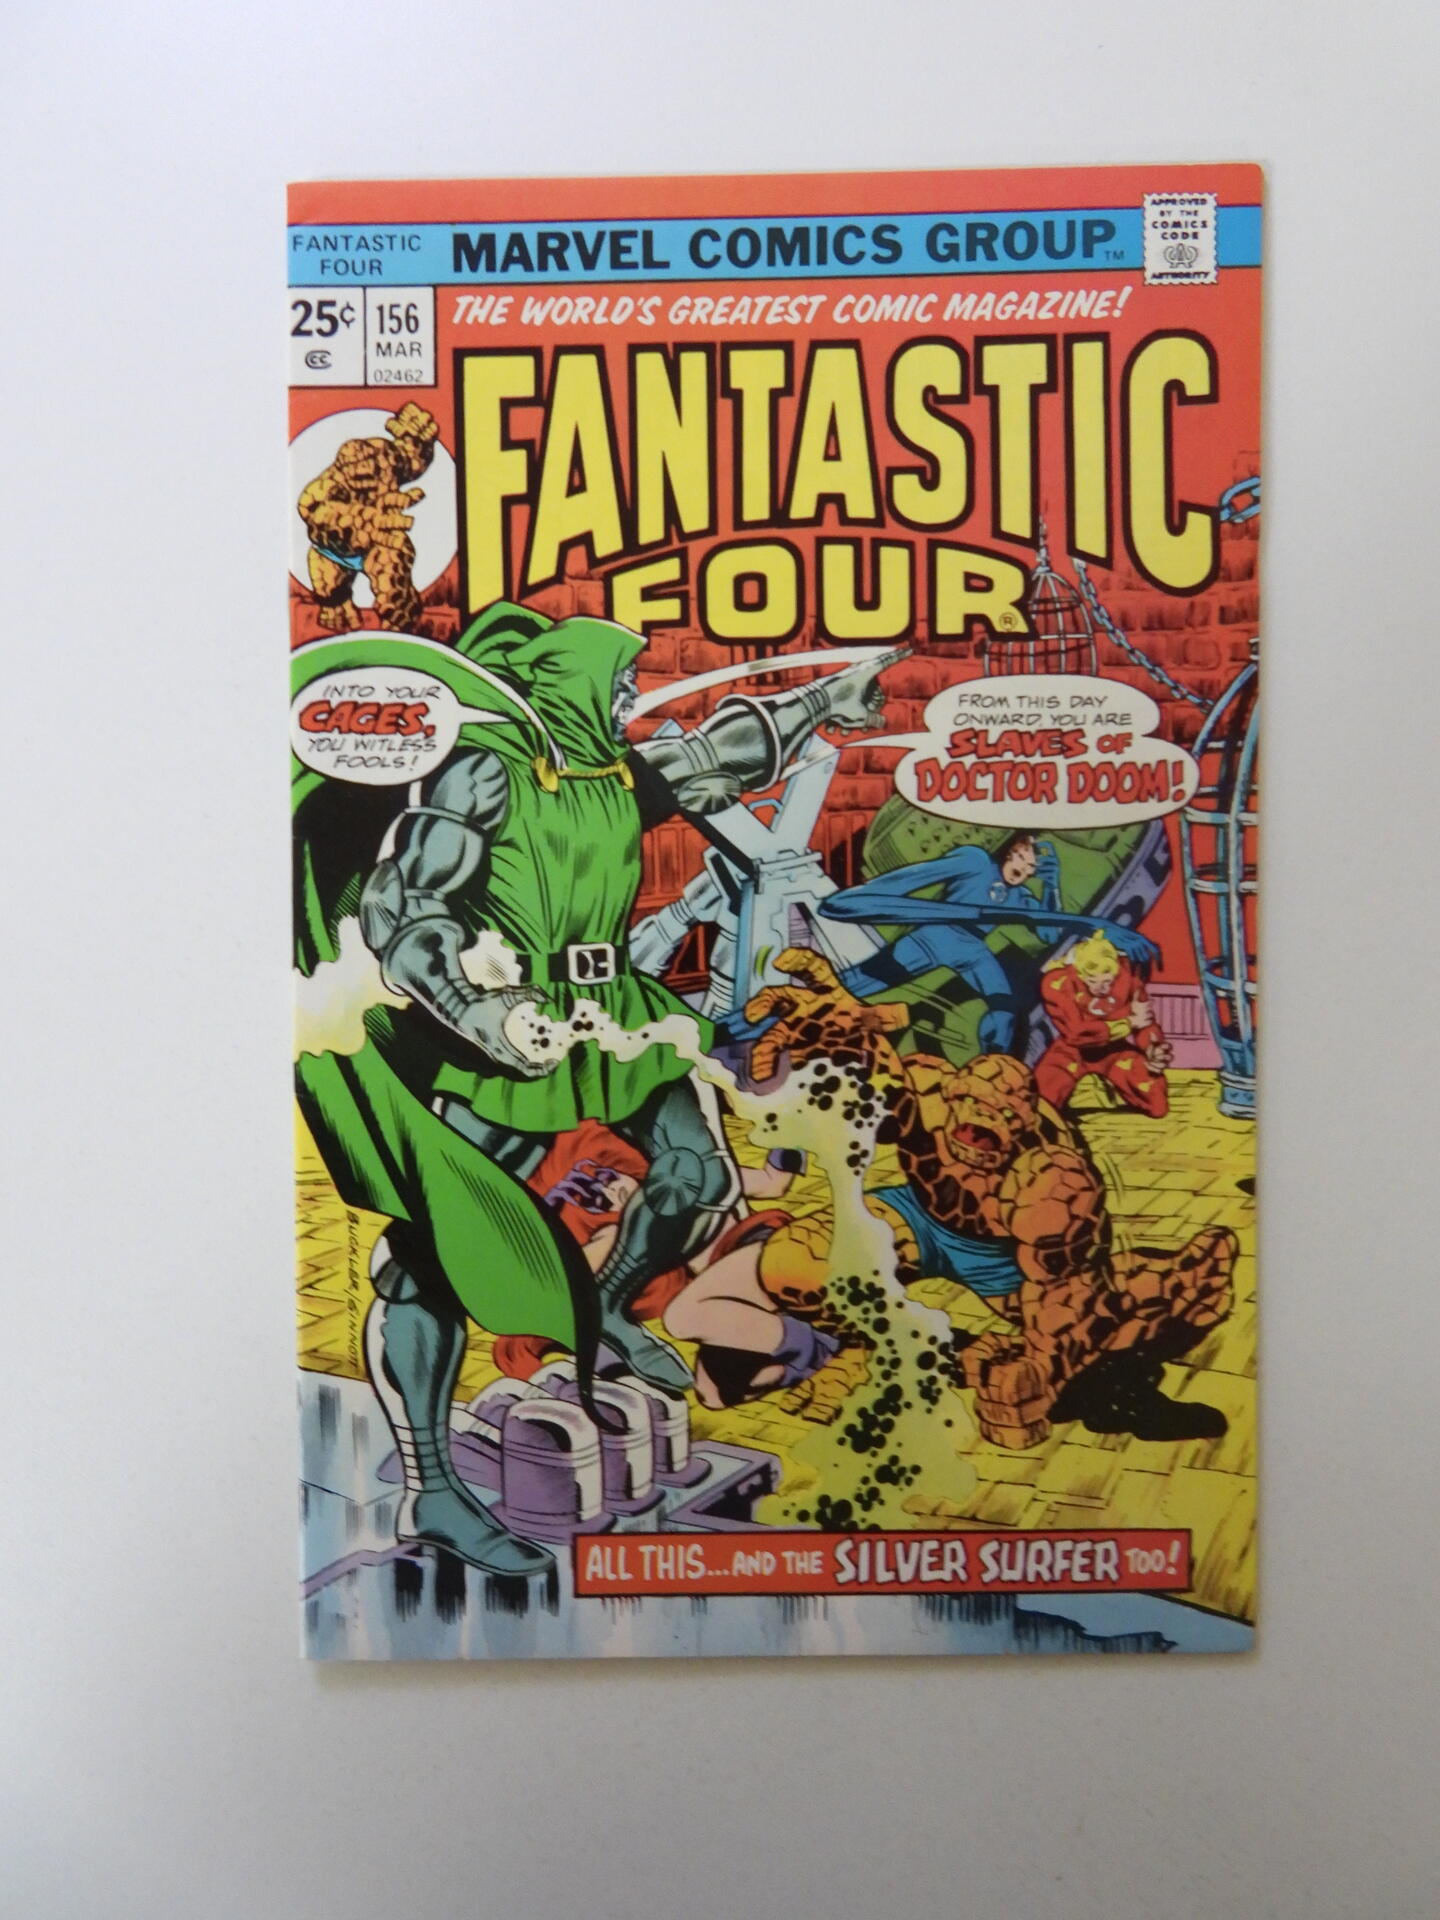 FANTASTIC
FOUR
MARVEL COMICS GROUP™
APPROVED
BY THE
COMICS
CODE
AUTHORITY
25¢
CC
156
MAR
02462
THE WORLD'S GREATEST COMIC MAGAZINE!
FANTASTIC
FOUR®
INTO YOUR
CAGES,
YOU WITLESS
FOOLS!
FROM THIS DAY
ONWARD, YOU ARE
SLAVES OF
DOCTOR DOOM!
BUCKLER/SINNOTT
ALL THIS...AND THE SILVER SURFER TOO!